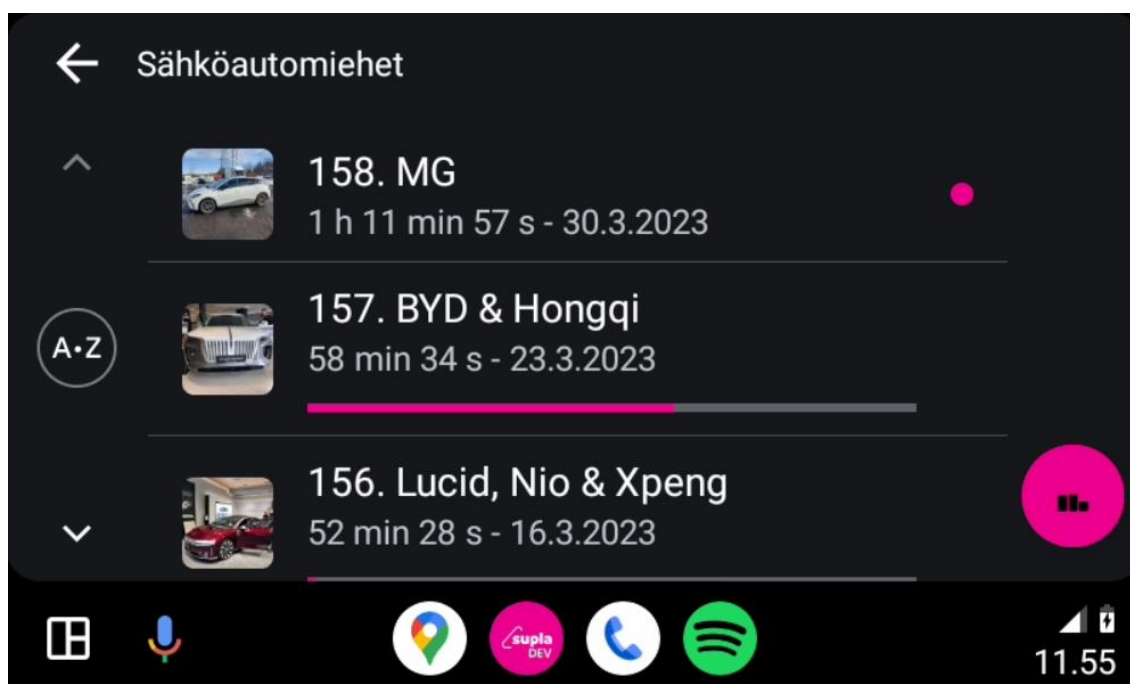 Sähköautomiehet
158. MG
1 h 11 min 57 s - 30.3.2023
157. BYD & Hongqi
58 min 34 s - 23.3.2023
A•Z
156. Lucid, Nio & Xpeng
52 min 28 s - 16.3.2023
supla
DEV
11.55